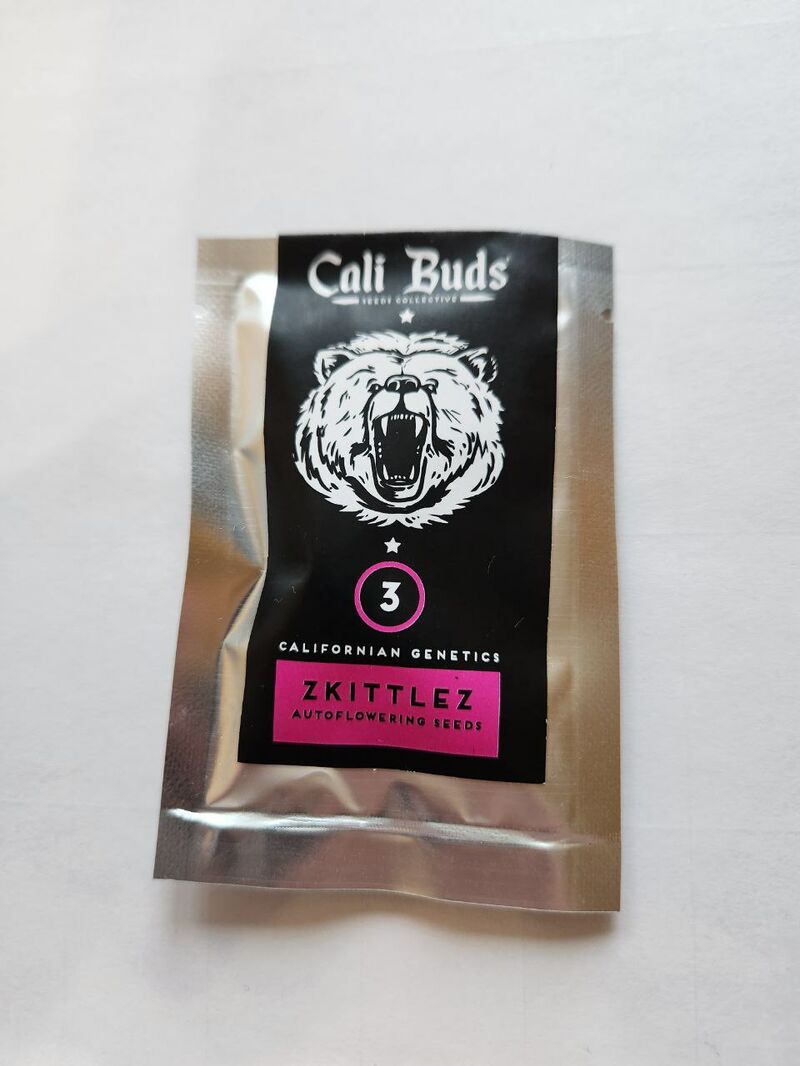 Cali Buds
SEEDS COLLECTIVE
3
CALIFORNIAN GENETICS
ZKITTLEZ
AUTOFLOWERING SEEDS